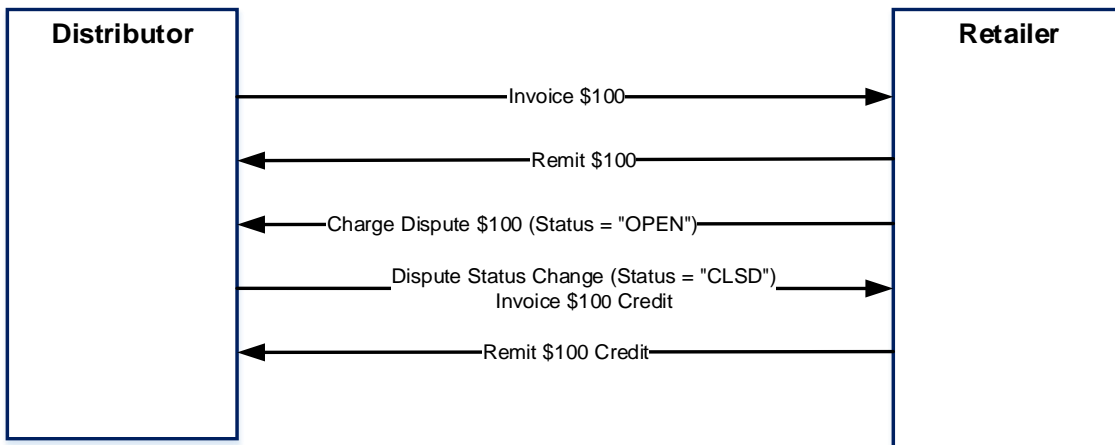 Distributor
Retailer
Invoice $100
Remit $100
Charge Dispute $100 (Status = "OPEN")
Dispute Status Change (Status = "CLSD")
Invoice $100 Credit
Remit $100 Credit